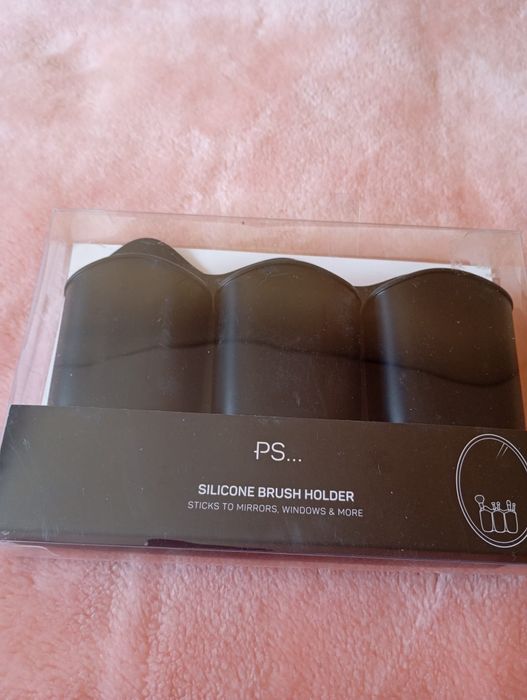 PS...
SILICONE BRUSH HOLDER
STICKS TO MIRRORS, WINDOWS & MORE